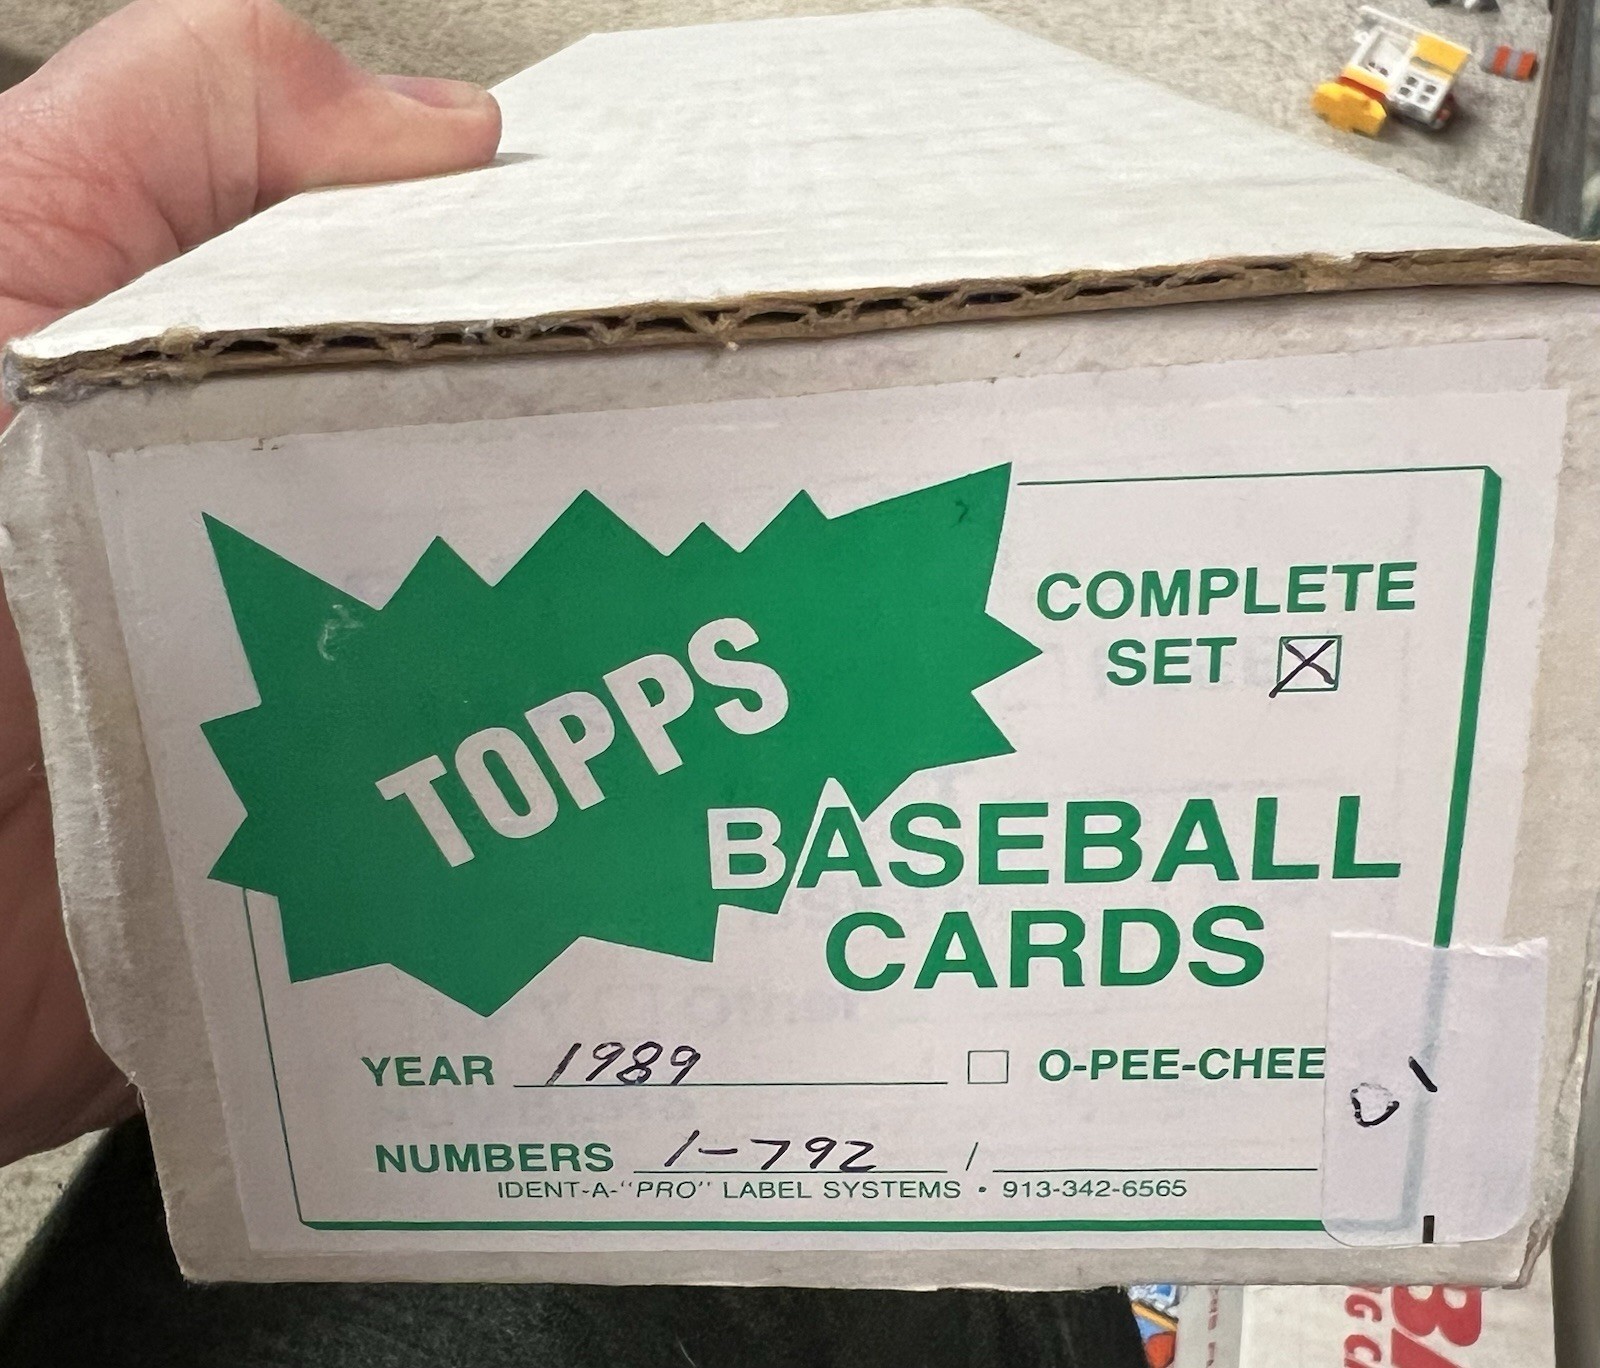 TOPPS
COMPLETE
SET
BASEBALL
CARDS
YEAR 1989 O-PEE-CHEE
NUMBERS 1-792 /
IDENT-A-"PRO" LABEL SYSTEMS • 913-342-6565